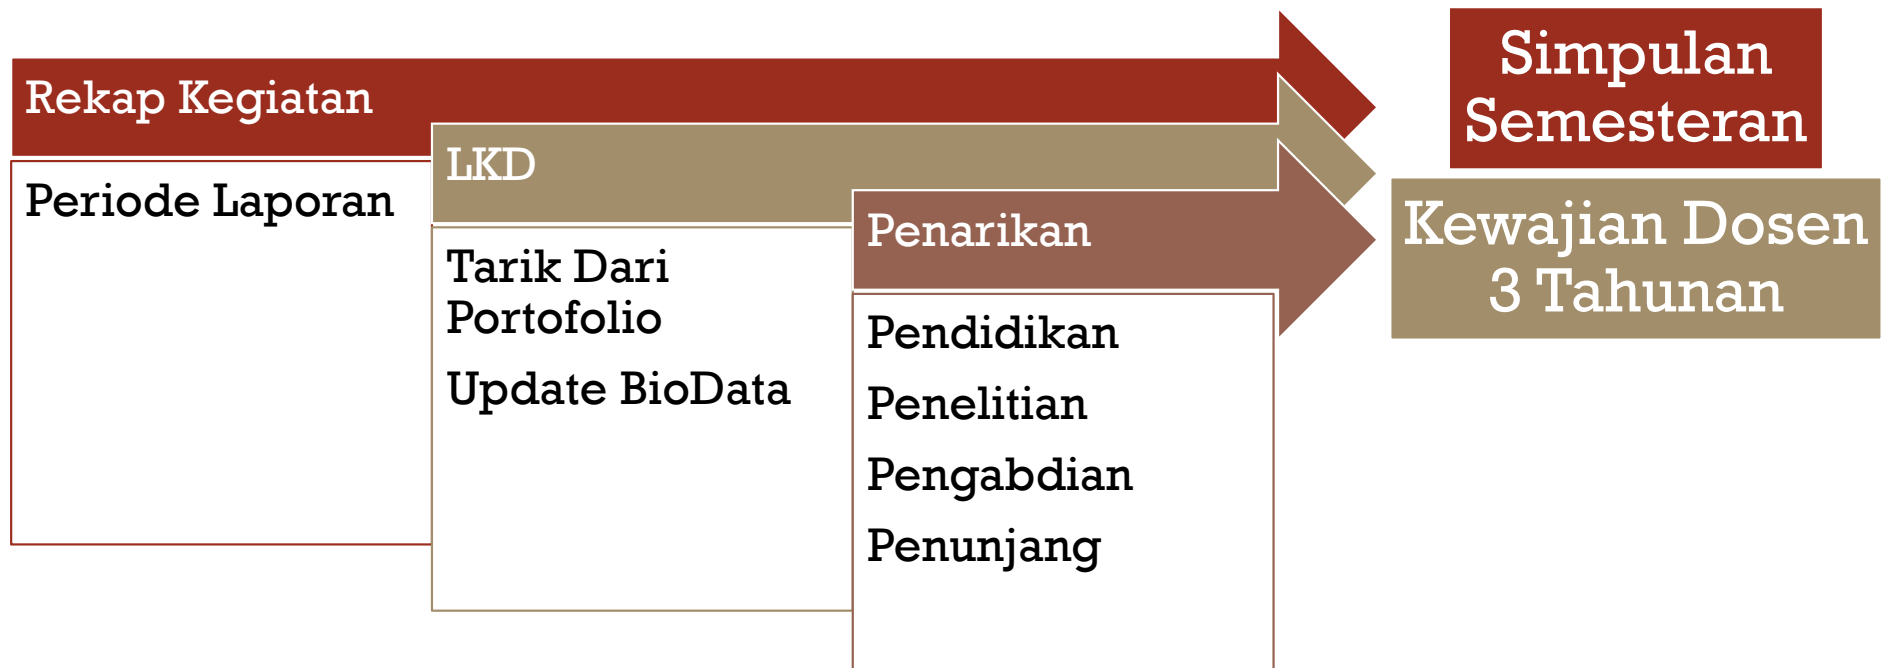 Rekap Kegiatan
Periode Laporan
LKD
Tarik Dari
Portofolio
Update BioData
Penarikan
Pendidikan
Penelitian
Pengabdian
Penunjang
Simpulan
Semesteran
Kewajian Dosen
3 Tahunan